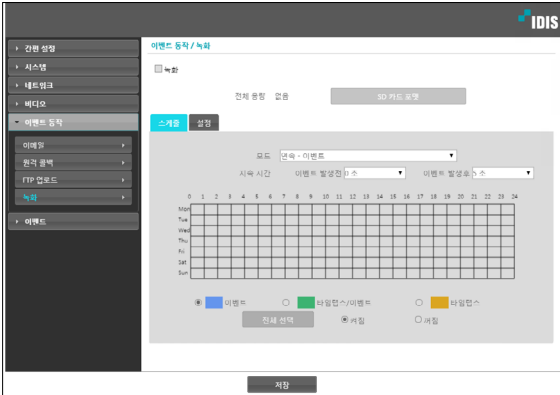 IDIS
간편 설정
시스템
네트워크
비디오
이벤트 동작
이메일
원격 콜백
FTP 업로드
녹화
이벤트
이벤트 동작 / 녹화
녹화
전체 용량 없음 SD 카드 포맷
스케줄 설정
모드 연속 - 이벤트
지속 시간 이벤트 발생전 0 초 이벤트 발생후 5 초
0 1 2 3 4 5 6 7 8 9 10 11 12 13 14 15 16 17 18 19 20 21 22 23 24
Mon
Tue
Wed
Thu
Fri
Sat
Sun
이벤트 타임랩스/이벤트 타임랩스
전체 선택 켜짐 꺼짐
저장